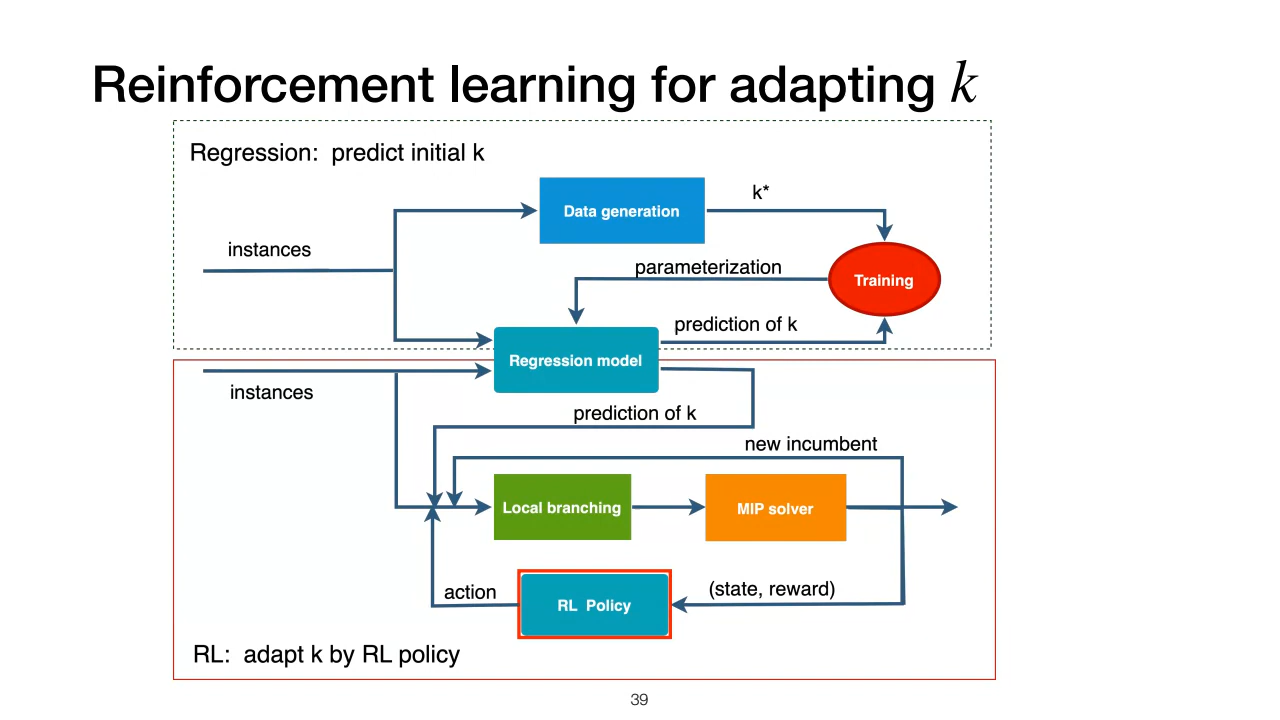 Reinforcement learning for adapting k
Regression: predict initial k
Data generation
k*
instances
parameterization
Training
prediction of k
Regression model
instances
prediction of k
new incumbent
Local branching
MIP solver
action
RL Policy
(state, reward)
RL: adapt k by RL policy
39